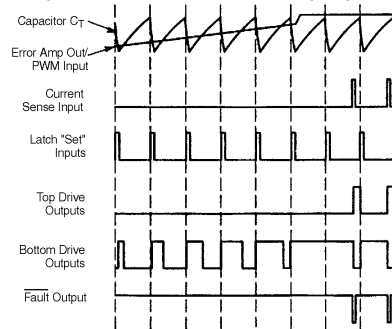 Capacitor CT
Error Amp Out/
PWM Input
Current
Sense Input
Latch "Set"
Inputs
Top Drive
Outputs
Bottom Drive
Outputs
Fault Output